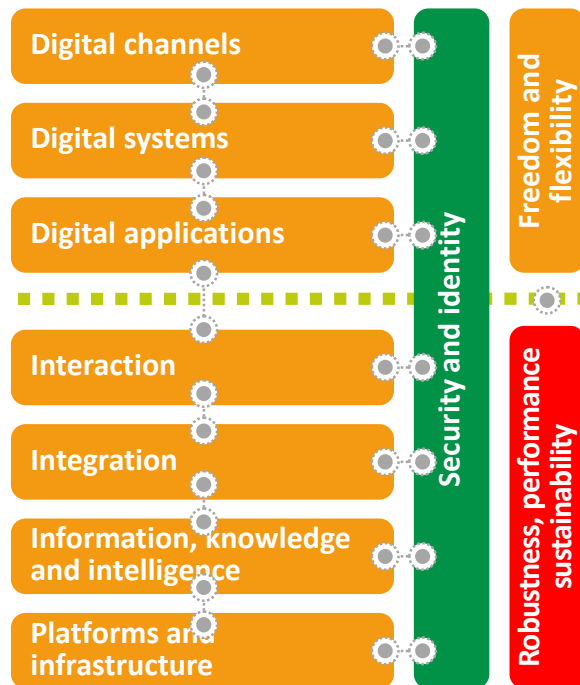 Digital channels
Digital systems
Digital applications
Interaction
Integration
Information, knowledge
and intelligence
Platforms and
infrastructure
Security and identity
Freedom and
flexibility
Robustness, performance
sustainability